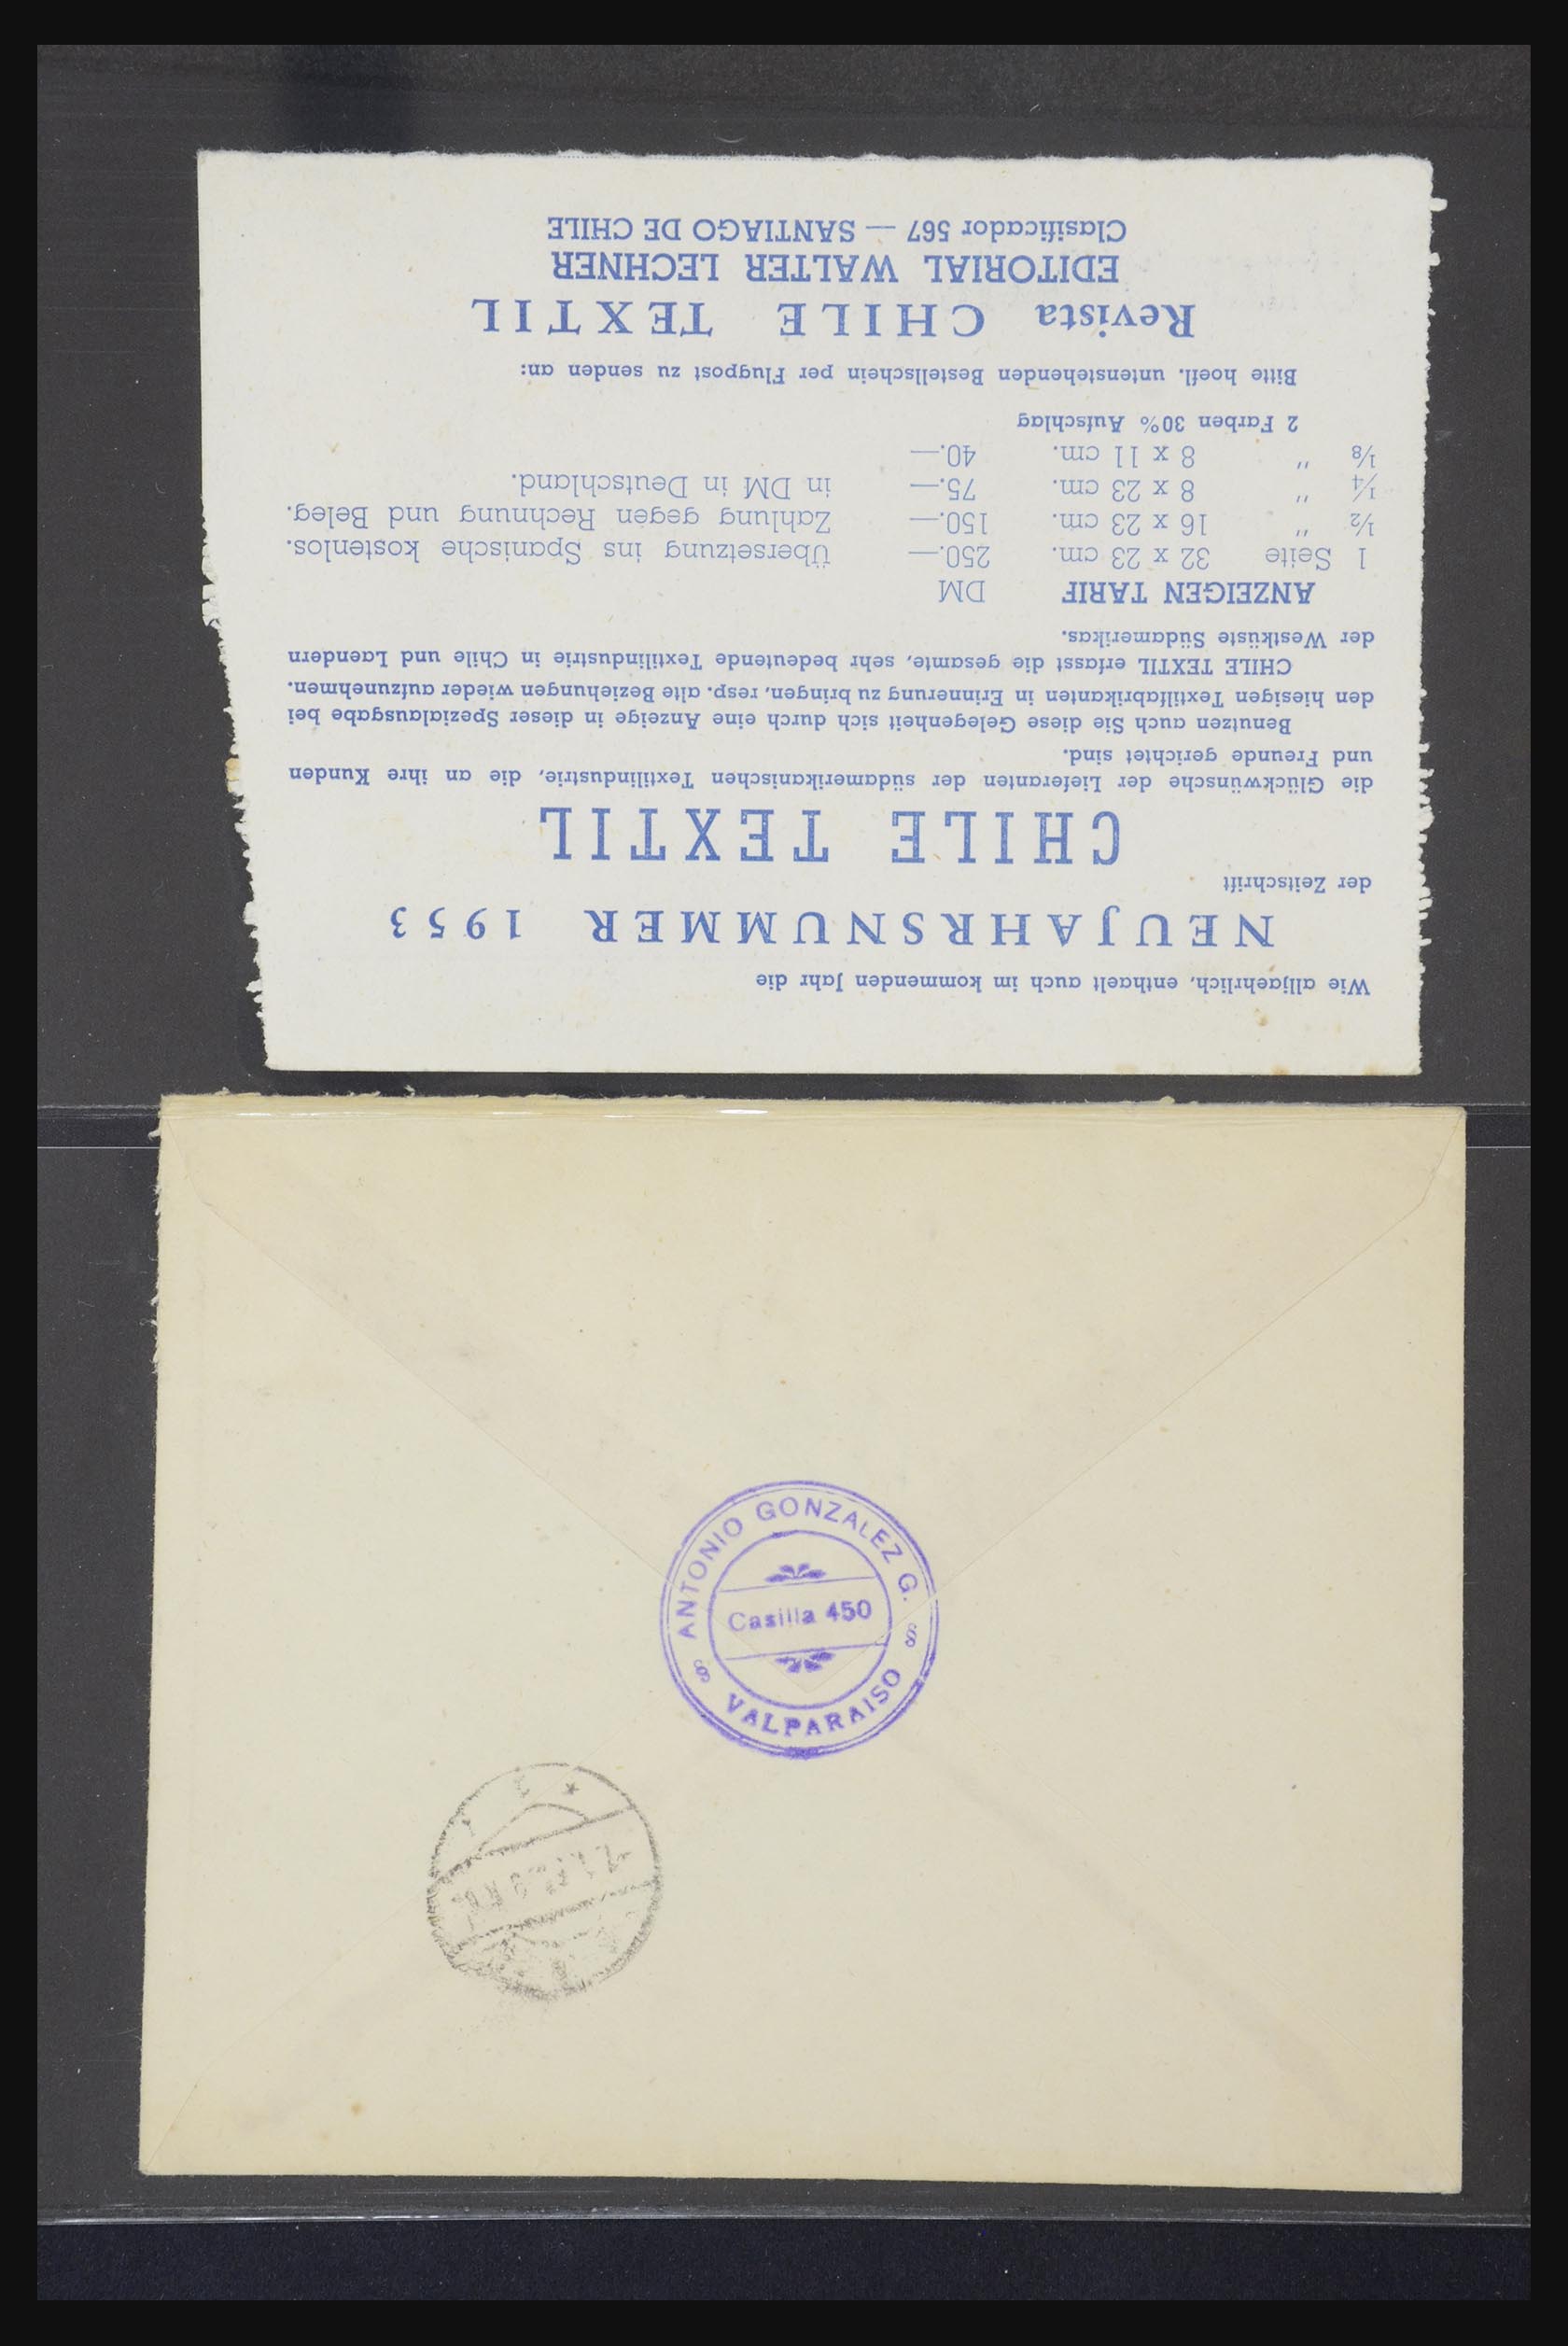 Wie alljaehrlich, enthaelt auch im kommenden Jahr die
NEUJAHRSNUMMER 1953
der Zeitschrift
CHILE TEXTIL
die Glückwünsche der Lieferanten der südamerikanischen Textilindustrie, die an ihre Kunden
und Freunde gerichtet sind.
Benutzen auch Sie diese Gelegenheit sich durch eine Anzeige in dieser Spezialausgabe bei
den hiesigen Textilfabrikanten in Erinnerung zu bringen, resp. alte Beziehungen wieder aufzunehmen.
CHILE TEXTIL erfasst die gesamte, sehr bedeutende Textilindustrie in Chile und Laendern
der Westküste Südamerikas.
ANZEIGEN TARIF DM
1 Seite 32 x 23 cm. 250.— Übersetzung ins Spanische kostenlos.
½ " 16 x 23 cm. 150.— Zahlung gegen Rechnung und Beleg.
¼ " 8 x 23 cm. 75.— in DM in Deutschland.
⅛ " 8 x 11 cm. 40.—
2 Farben 30% Aufschlag
Bitte hoefl. untenstehenden Bestellschein per Flugpost zu senden an:
Revista CHILE TEXTIL
EDITORIAL WALTER LECHNER
Clasificador 567 — SANTIAGO DE CHILE
ANTONIO GONZALEZ G.
Casilla 450
§ VALPARAISO §